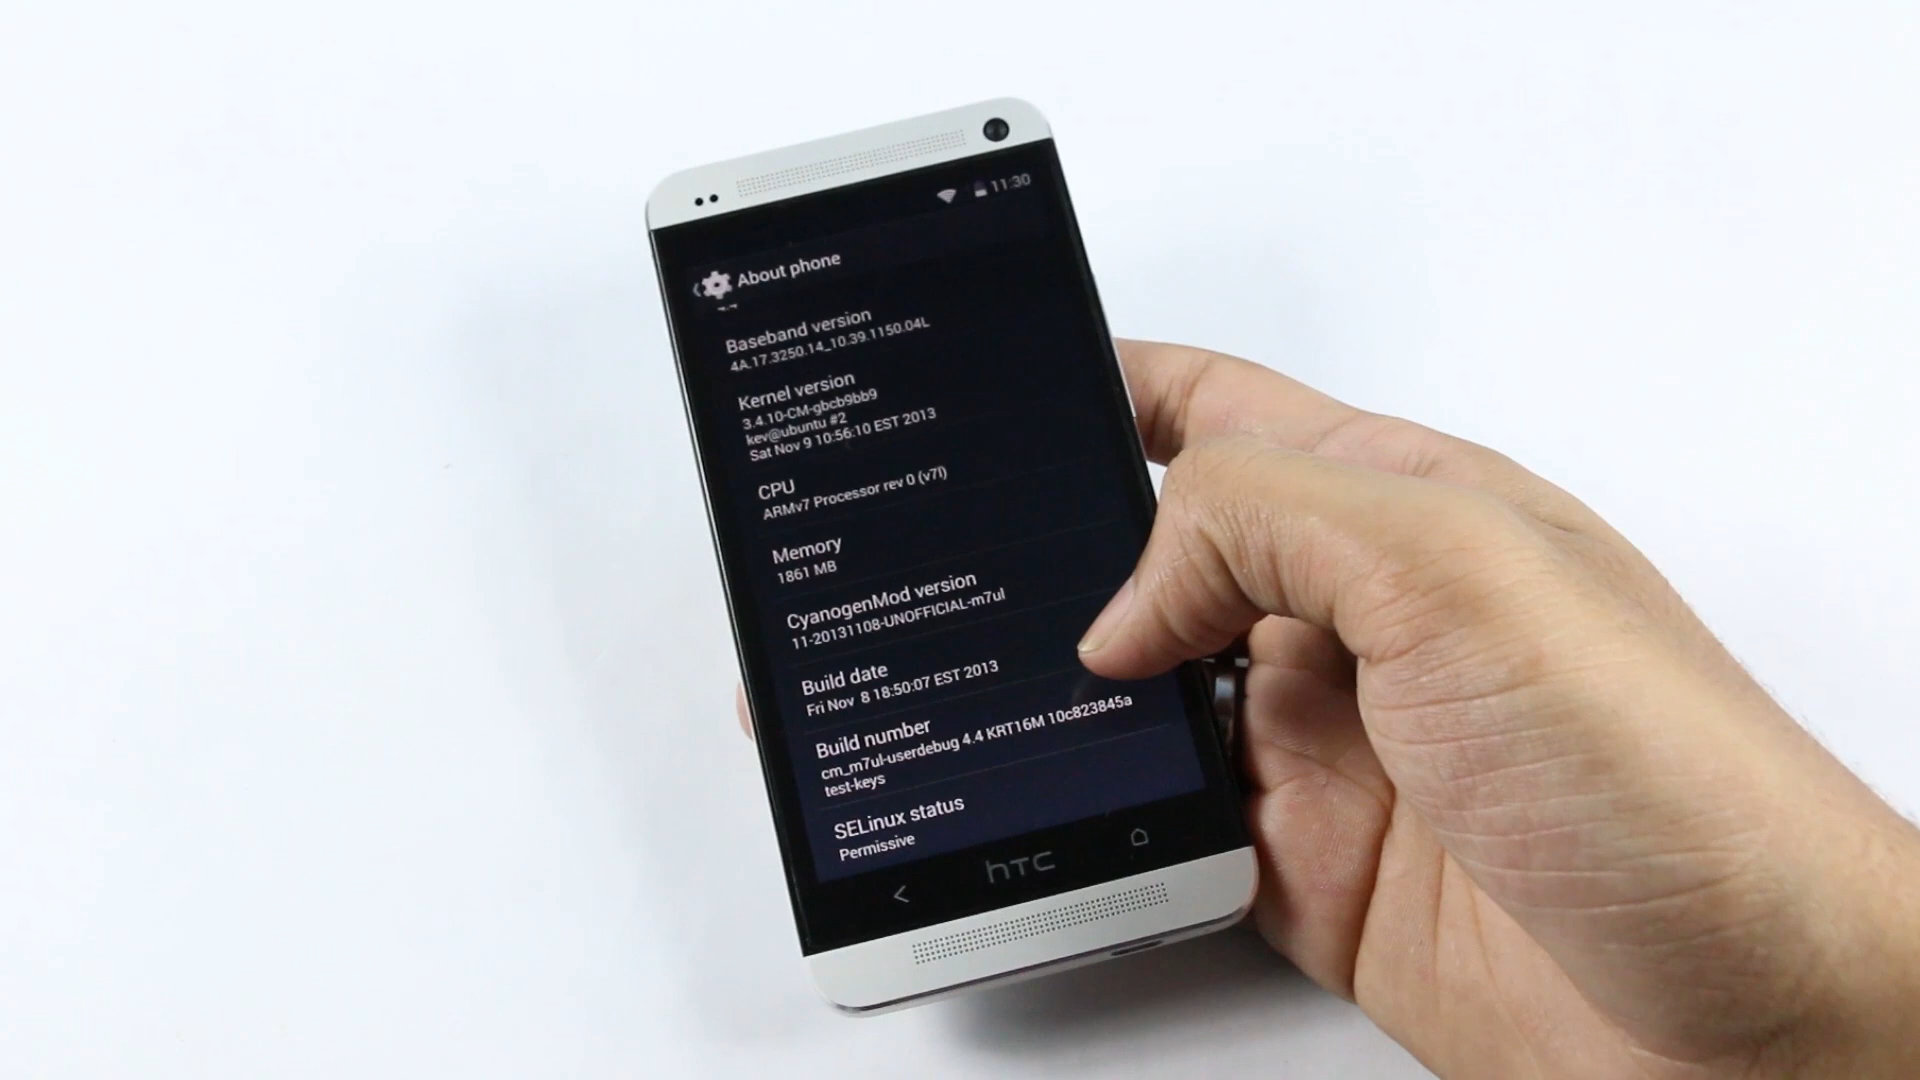 11:30
About phone
Baseband version
4A.17.3250.14_10.39.1150.04L
Kernel version
3.4.10-CM-gbcb9bb9
kev@ubuntu #2
Sat Nov 9 10:56:10 EST 2013
CPU
ARMv7 Processor rev 0 (v7l)
Memory
1861 MB
CyanogenMod version
11-20131108-UNOFFICIAL-m7ul
Build date
Fri Nov  8 18:50:07 EST 2013
Build number
cm_m7ul-userdebug 4.4 KRT16M 10c823845a
test-keys
SELinux status
Permissive
hTC